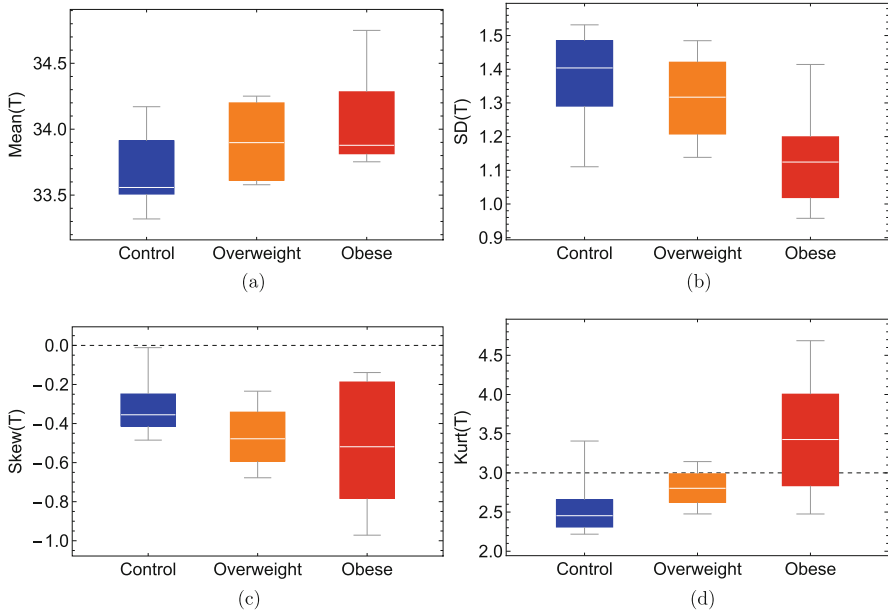 Mean(T)
34.5
34.0
33.5
Control
Overweight
Obese
(a)
SD(T)
1.5
1.4
1.3
1.2
1.1
1.0
0.9
Control
Overweight
Obese
(b)
Skew(T)
0.0
−0.2
−0.4
−0.6
−0.8
−1.0
Control
Overweight
Obese
(c)
Kurt(T)
4.5
4.0
3.5
3.0
2.5
2.0
Control
Overweight
Obese
(d)